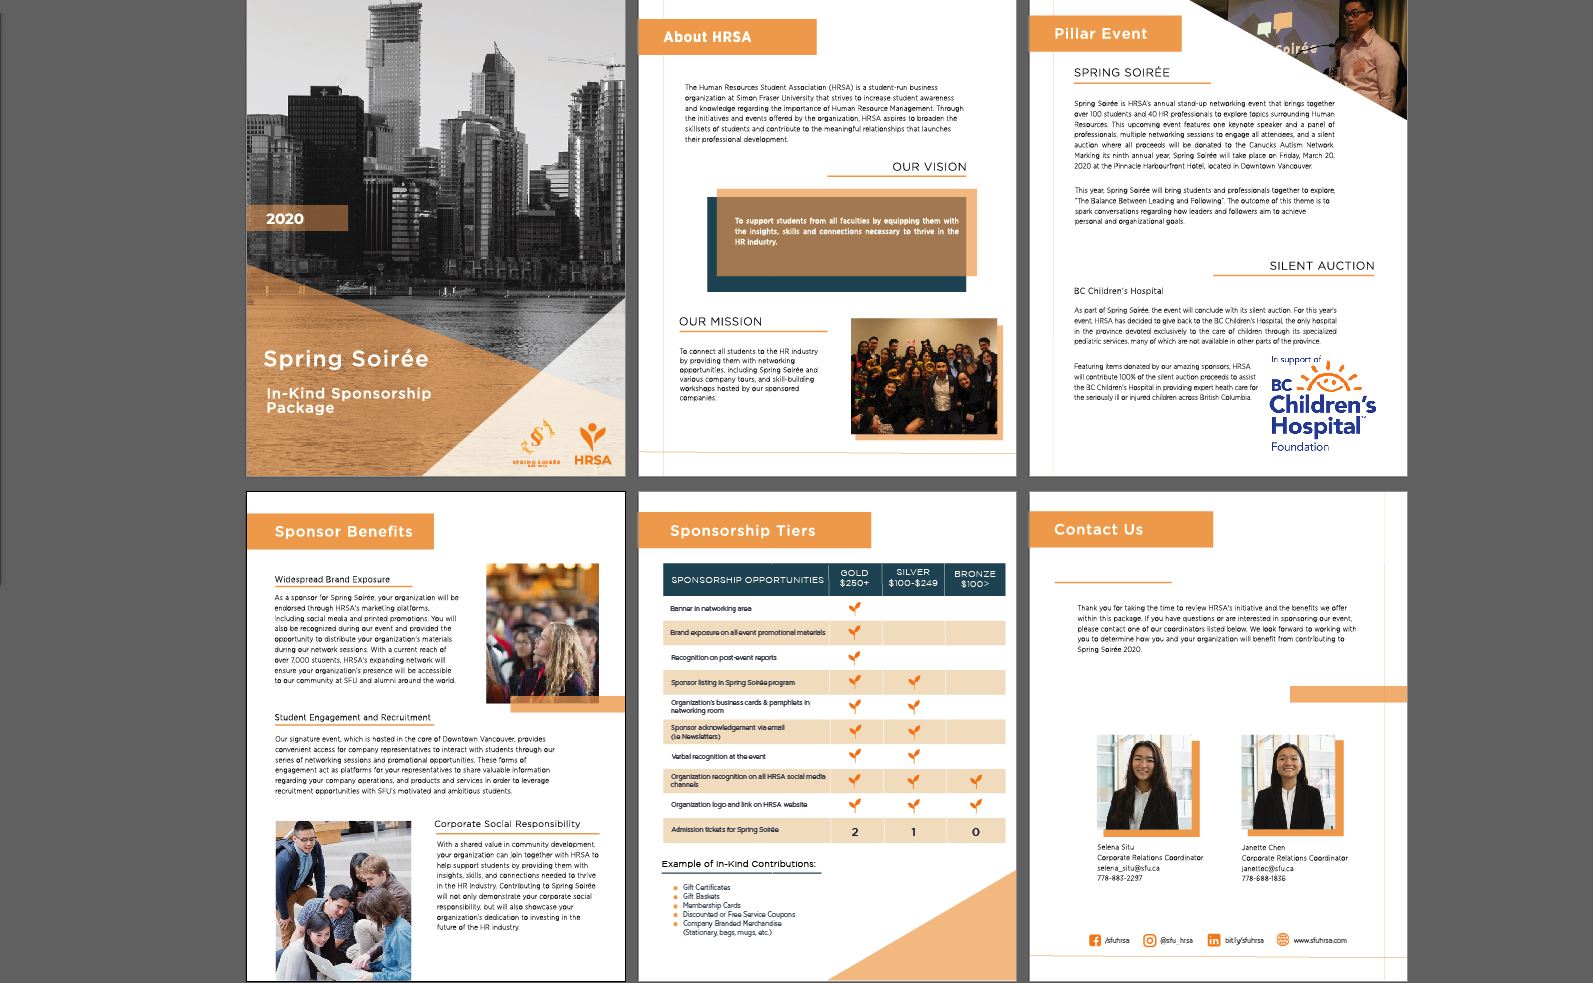 2020
Spring Soirée
In-Kind Sponsorship
Package
SPRING SOIRÉE
HRSA
About HRSA
The Human Resources Student Association (HRSA) is a student-run business
organization at Simon Fraser University that strives to increase student awareness
and knowledge regarding the importance of Human Resource Management. Through
the initiatives and events offered by the organization, HRSA aspires to broaden the
skillsets of students and contribute to the meaningful relationships that launches
their professional development.
OUR VISION
To support students from all faculties by equipping them with
the insights, skills and connections necessary to thrive in the
HR industry.
OUR MISSION
To connect all students to the HR industry
by providing them with networking
opportunities, including Spring Soirée and
various company tours, and skill-building
workshops hosted by our sponsored
companies.
Soirée
Pillar Event
SPRING SOIRÉE
Spring Soirée is HRSA's annual stand-up networking event that brings together
over 100 students and 40 HR professionals to explore topics surrounding Human
Resources. This upcoming event features one keynote speaker and a panel of
professionals, multiple networking sessions to engage all attendees, and a silent
auction where all proceeds will be donated to the Canucks Autism Network.
Marking its ninth annual year, Spring Soirée will take place on Friday, March 20,
2020 at the Pinnacle Harbourfront Hotel, located in Downtown Vancouver.
This year, Spring Soirée will bring students and professionals together to explore,
"The Balance Between Leading and Following". The outcome of this theme is to
spark conversations regarding how leaders and followers aim to achieve
personal and organizational goals.
SILENT AUCTION
BC Children's Hospital
As part of Spring Soirée, the event will conclude with its silent auction. For this year's
event, HRSA has decided to give back to the BC Children's Hospital, the only hospital
in the province devoted exclusively to the care of children through its specialized
pediatric services, many of which are not available in other parts of the province.
Featuring items donated by our amazing sponsors, HRSA
will contribute 100% of the silent auction proceeds to assist
the BC Children's Hospital in providing expert heath care for
the seriously ill or injured children across British Columbia.
In support of
BC
Children's
Hospital
Foundation
Sponsor Benefits
Widespread Brand Exposure
As a sponsor for Spring Soirée, your organization will be
endorsed through HRSA's marketing platforms,
including social media and printed promotions. You will
also be recognized during our event and provided the
opportunity to distribute your organization's materials
during our network sessions. With a current reach of
over 7,000 students, HRSA's expanding network will
ensure your organization's presence will be accessible
to our community at SFU and alumni around the world.
Student Engagement and Recruitment
Our signature event, which is hosted in the core of Downtown Vancouver, provides
convenient access for company representatives to interact with students through our
series of networking sessions and promotional opportunities. These forms of
engagement act as platforms for your representatives to share valuable information
regarding your company operations, and products and services in order to leverage
recruitment opportunities with SFU's motivated and ambitious students.
Corporate Social Responsibility
With a shared value in community development,
your organization can join together with HRSA to
help support students by providing them with
insights, skills, and connections needed to thrive
in the HR industry. Contributing to Spring Soirée
will not only demonstrate your corporate social
responsibility, but will also showcase your
organization's dedication to investing in the
future of the HR industry.
Sponsorship Tiers
SPONSORSHIP OPPORTUNITIES GOLD $250+ SILVER $100-$249 BRONZE $100>
Banner in networking area
Brand exposure on all event promotional materials
Recognition on post-event reports
Sponsor listing in Spring Soirée program
Organization's business cards & pamphlets in
networking room
Sponsor acknowledgement via email
(i.e Newsletters)
Verbal recognition at the event
Organization recognition on all HRSA social media
channels
Organization logo and link on HRSA website
Admission tickets for Spring Soirée 2 1 0
Example of In-Kind Contributions:
Gift Certificates
Gift Baskets
Membership Cards
Discounted or Free Service Coupons
Company Branded Merchandise
(Stationary, bags, mugs, etc.)
Contact Us
Thank you for taking the time to review HRSA's initiative and the benefits we offer
within this package. If you have questions or are interested in sponsoring our event,
please contact one of our coordinators listed below. We look forward to working with
you to determine how you and your organization will benefit from contributing to
Spring Soirée 2020.
Selena Situ
Corporate Relations Coordinator
selena_situ@sfu.ca
778-883-2297
Janette Chen
Corporate Relations Coordinator
janettec@sfu.ca
778-688-1836
/sfuhrsa
@sfu_hrsa
bit.ly/sfuhrsa
www.sfuhrsa.com